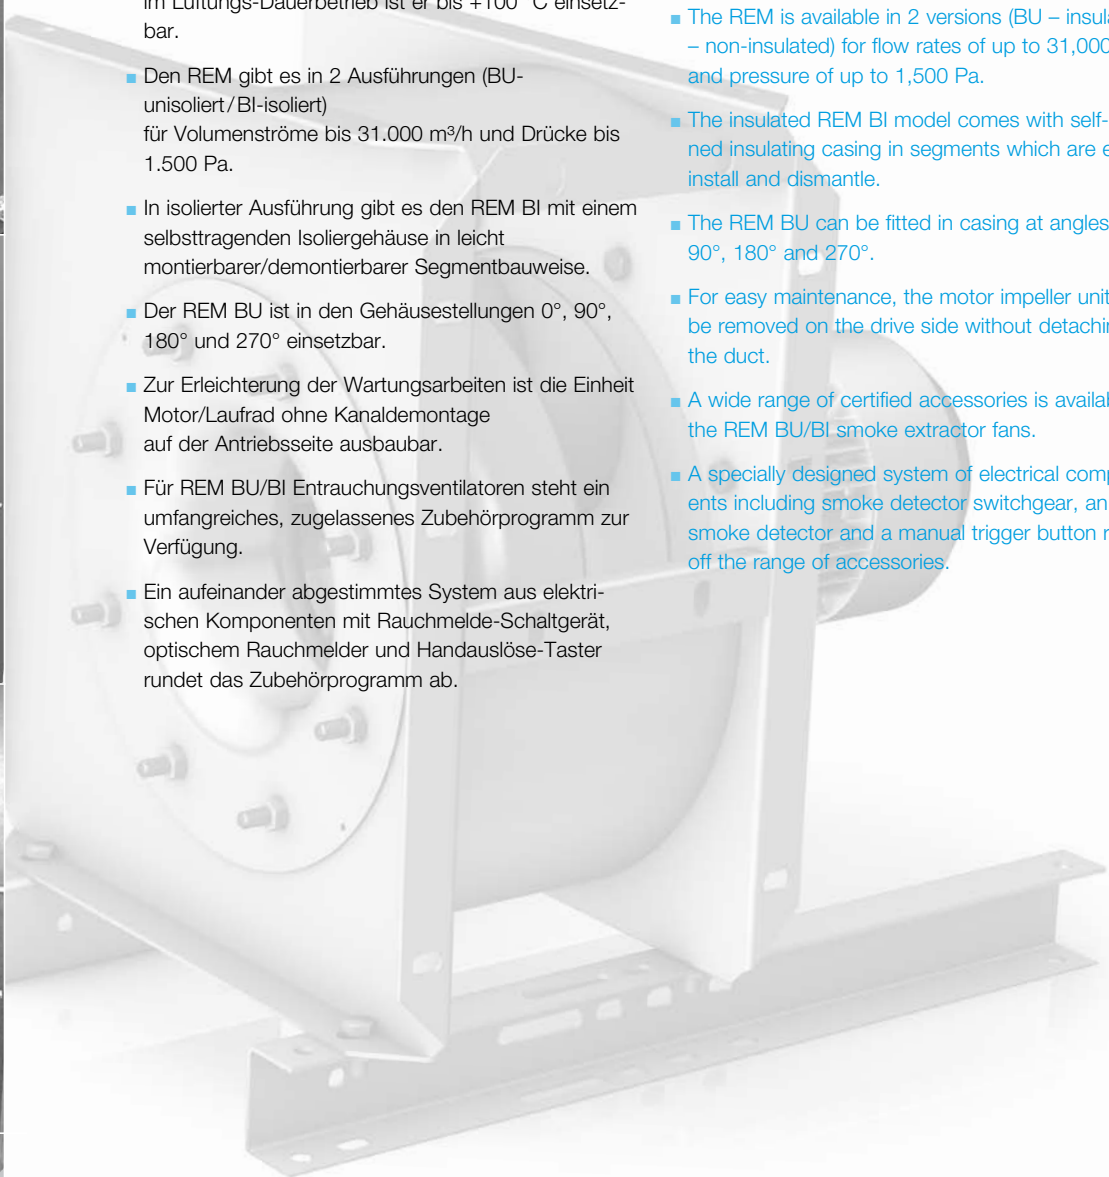 im Lüftungs-Dauerbetrieb ist er bis +100 °C einsetz-
bar.
■ Den REM gibt es in 2 Ausführungen (BU-
unisoliert/BI-isoliert)
für Volumenströme bis 31.000 m³/h und Drücke bis
1.500 Pa.
■ In isolierter Ausführung gibt es den REM BI mit einem
selbsttragenden Isoliergehäuse in leicht
montierbarer/demontierbarer Segmentbauweise.
■ Der REM BU ist in den Gehäusestellungen 0°, 90°,
180° und 270° einsetzbar.
■ Zur Erleichterung der Wartungsarbeiten ist die Einheit
Motor/Laufrad ohne Kanaldemontage
auf der Antriebsseite ausbaubar.
■ Für REM BU/BI Entrauchungsventilatoren steht ein
umfangreiches, zugelassenes Zubehörprogramm zur
Verfügung.
■ Ein aufeinander abgestimmtes System aus elektri-
schen Komponenten mit Rauchmelde-Schaltgerät,
optischem Rauchmelder und Handauslöse-Taster
rundet das Zubehörprogramm ab.
■ The REM is available in 2 versions (BU – insula
– non-insulated) for flow rates of up to 31,000
and pressure of up to 1,500 Pa.
■ The insulated REM BI model comes with self-
ned insulating casing in segments which are e
install and dismantle.
■ The REM BU can be fitted in casing at angles
90°, 180° and 270°.
■ For easy maintenance, the motor impeller unit
be removed on the drive side without detachin
the duct.
■ A wide range of certified accessories is availab
the REM BU/BI smoke extractor fans.
■ A specially designed system of electrical comp
ents including smoke detector switchgear, an
smoke detector and a manual trigger button r
off the range of accessories.